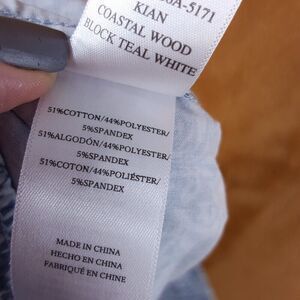 5171
KIAN
COASTAL WOOD
BLOCK TEAL WHITE
51%COTTON/44%POLYESTER/
5%SPANDEX
51%ALGODÓN/44%POLYESTER/
5%SPANDEX
51%COTON/44%POLIÉSTER/
5%SPANDEX
MADE IN CHINA
HECHO EN CHINA
FABRIQUÉ EN CHINE